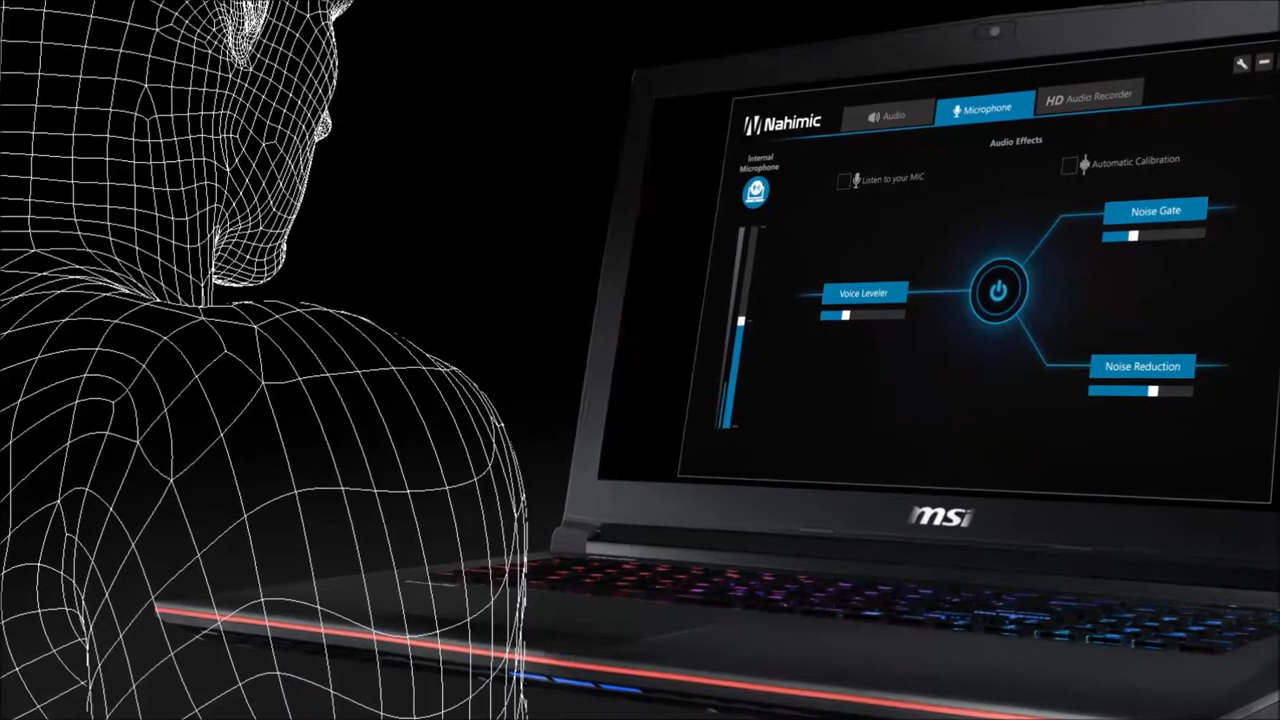 Nahimic
Audio
Microphone
HD Audio Recorder
Audio Effects
Internal
Microphone
Listen to your MIC
Automatic Calibration
Noise Gate
Voice Leveler
Noise Reduction
msi